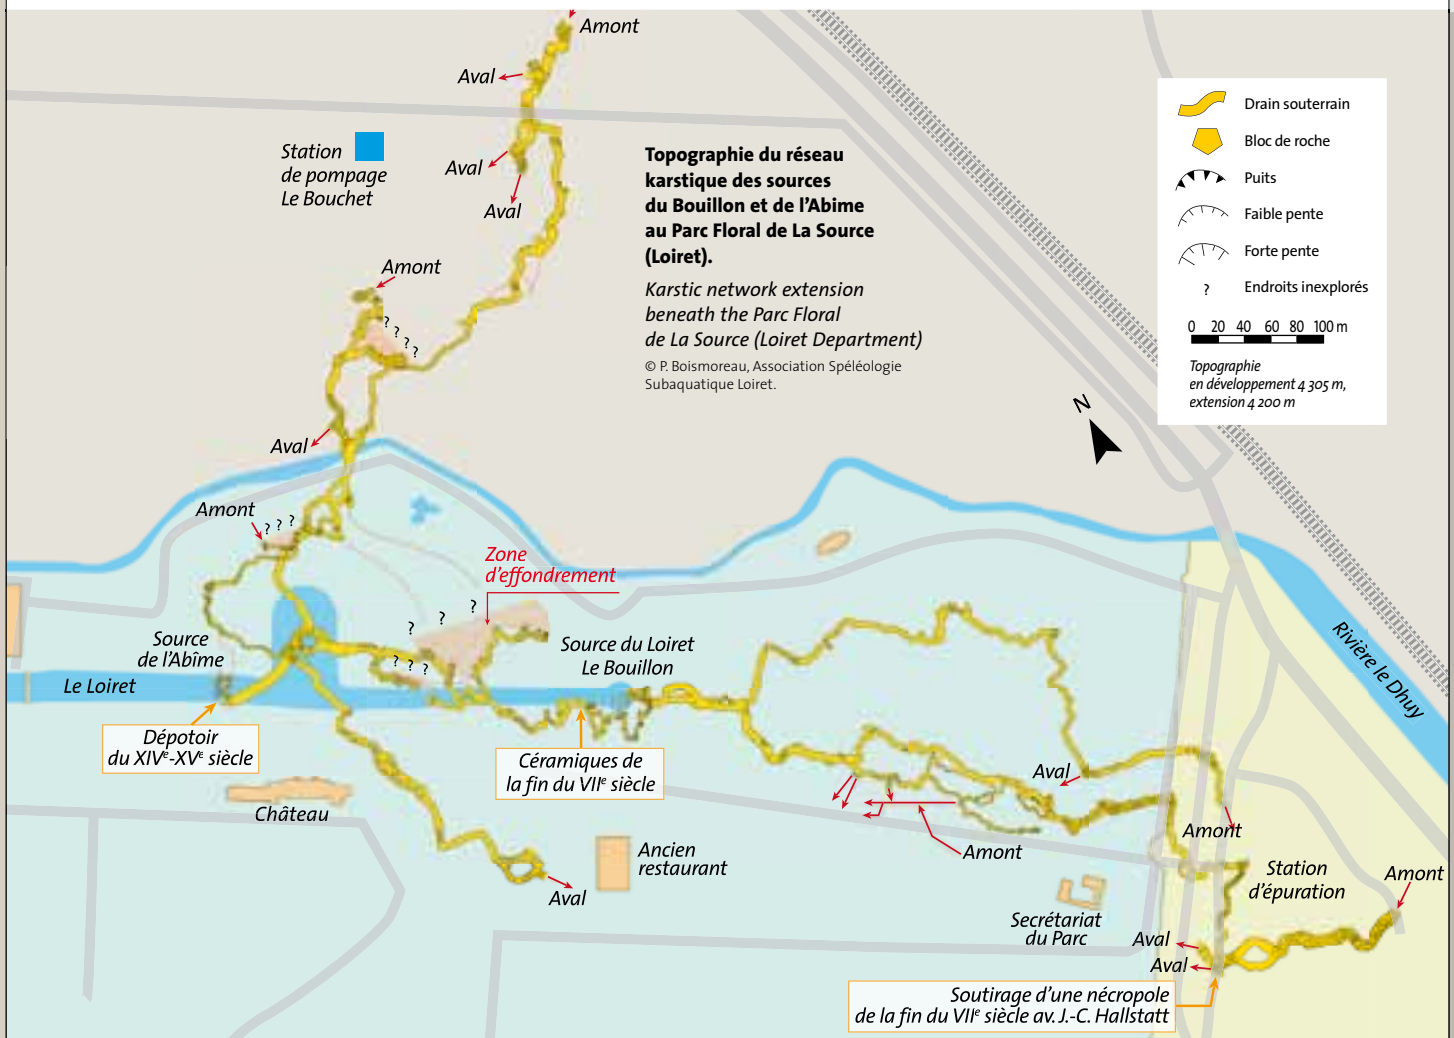 Amont
Aval
Station
de pompage
Le Bouchet
Aval
Aval
Topographie du réseau
karstique des sources
du Bouillon et de l'Abime
au Parc Floral de La Source
(Loiret).
Karstic network extension
beneath the Parc Floral
de La Source (Loiret Department)
© P. Boismoreau, Association Spéléologie
Subaquatique Loiret.
Drain souterrain
Bloc de roche
Puits
Faible pente
Forte pente
? Endroits inexplorés
0 20 40 60 80 100 m
Topographie
en développement 4 305 m,
extension 4 200 m
N
Amont
? ? ? ?
Aval
Amont
? ? ?
Zone
d'effondrement
? ? ?
? ? ?
Source
de l'Abîme
Le Loiret
Source du Loiret
Le Bouillon
Rivière le Dhuy
Dépotoir
du XIVe-XVe siècle
Céramiques de
la fin du VIIe siècle
Château
Ancien
restaurant
Aval
Aval
Amont
Amont
Station
d'épuration
Amont
Secrétariat
du Parc
Aval
Aval
Soutirage d'une nécropole
de la fin du VIIe siècle av. J.-C. Hallstatt